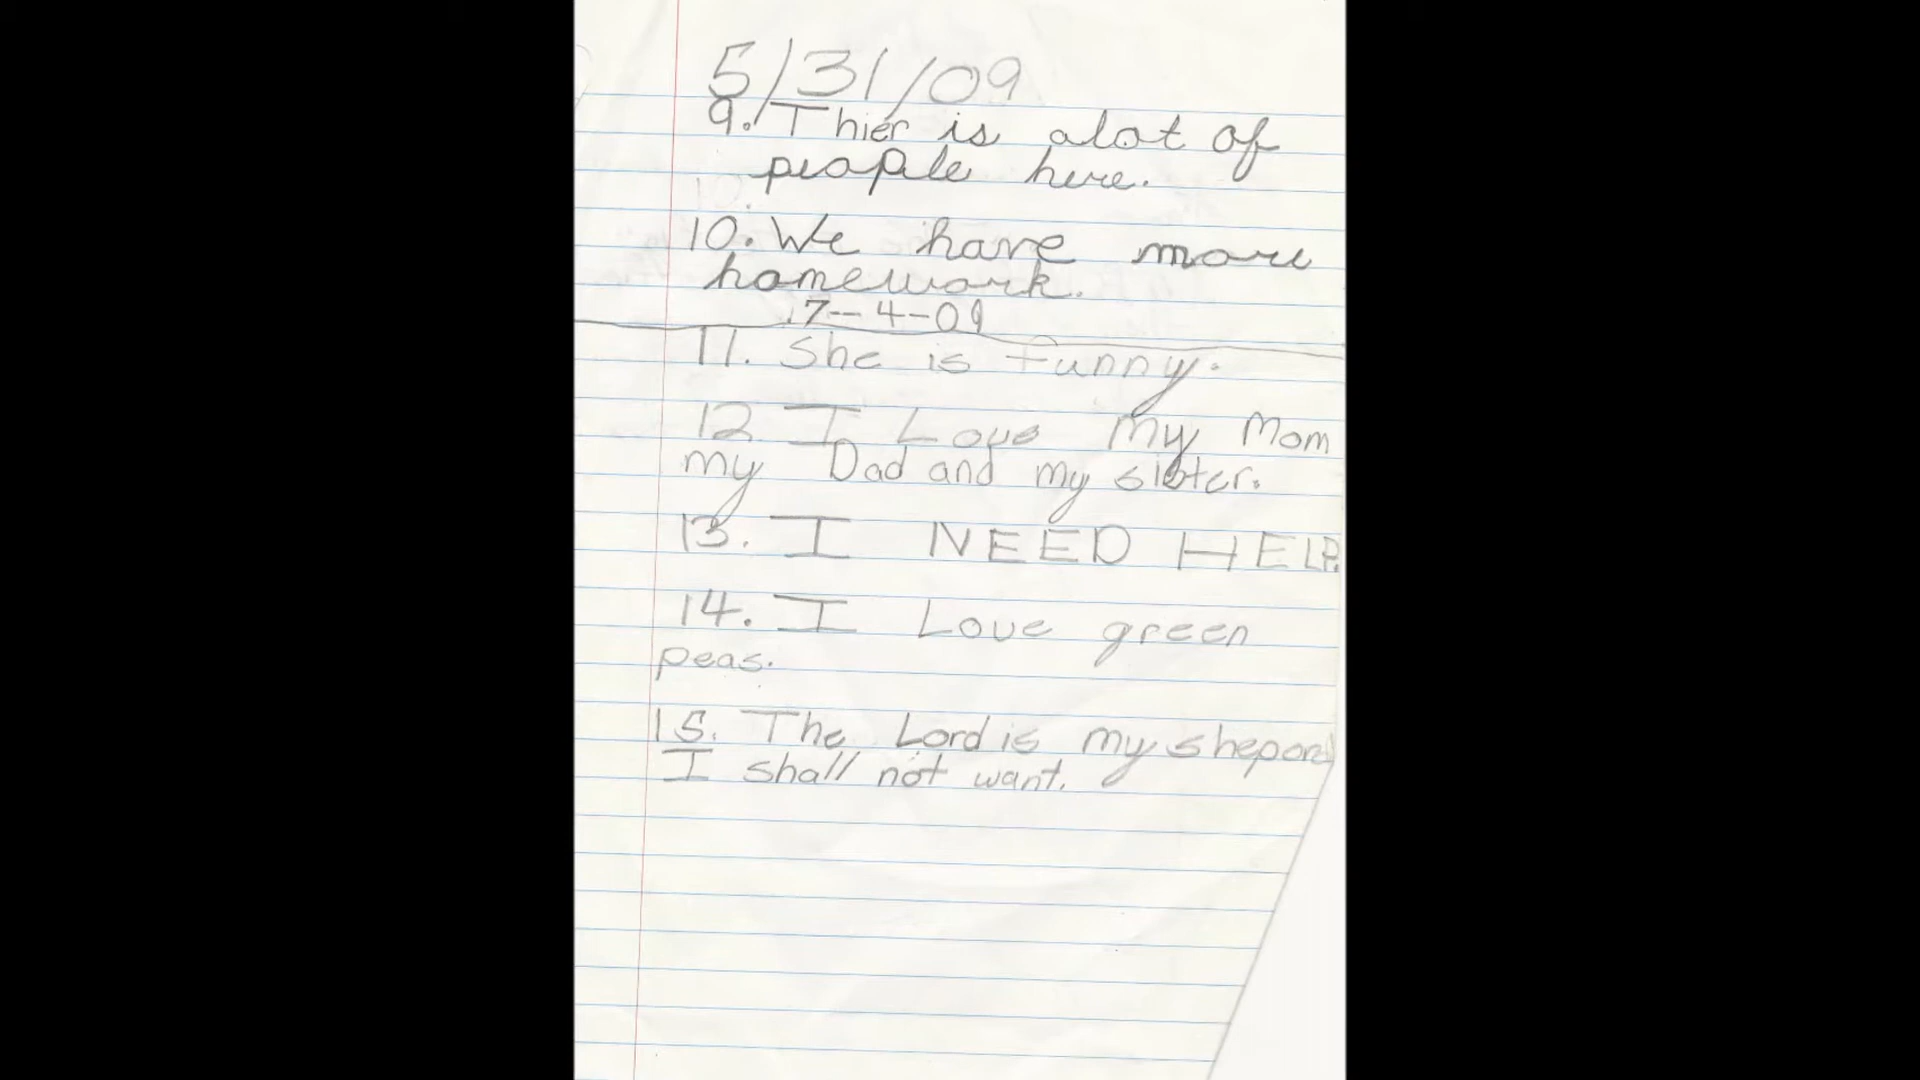 5/31/09
9. Thier is alot of
people here.
10. We have more
homework.
7--4-09
11. She is funny.
12 I Love my Mom
my Dad and my sister.
13. I NEED HELP.
14. I Love green
peas.
15. The Lord is my shepord
I shall not want.